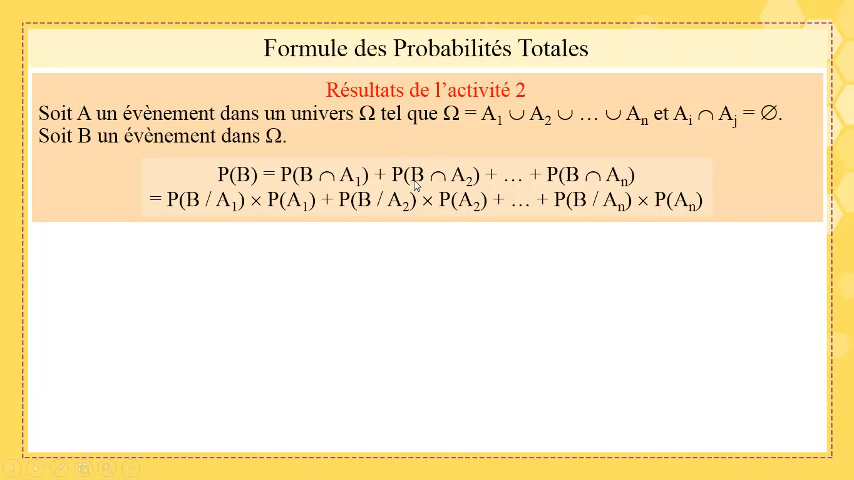 Formule des Probabilités Totales
Résultats de l'activité 2
Soit A un évènement dans un univers Ω tel que Ω = A₁ ∪ A₂ ∪ … ∪ Aₙ et Aᵢ ∩ Aⱼ = ∅.
Soit B un évènement dans Ω.
P(B) = P(B ∩ A₁) + P(B ∩ A₂) + … + P(B ∩ Aₙ)
= P(B / A₁) × P(A₁) + P(B / A₂) × P(A₂) + … + P(B / Aₙ) × P(Aₙ)